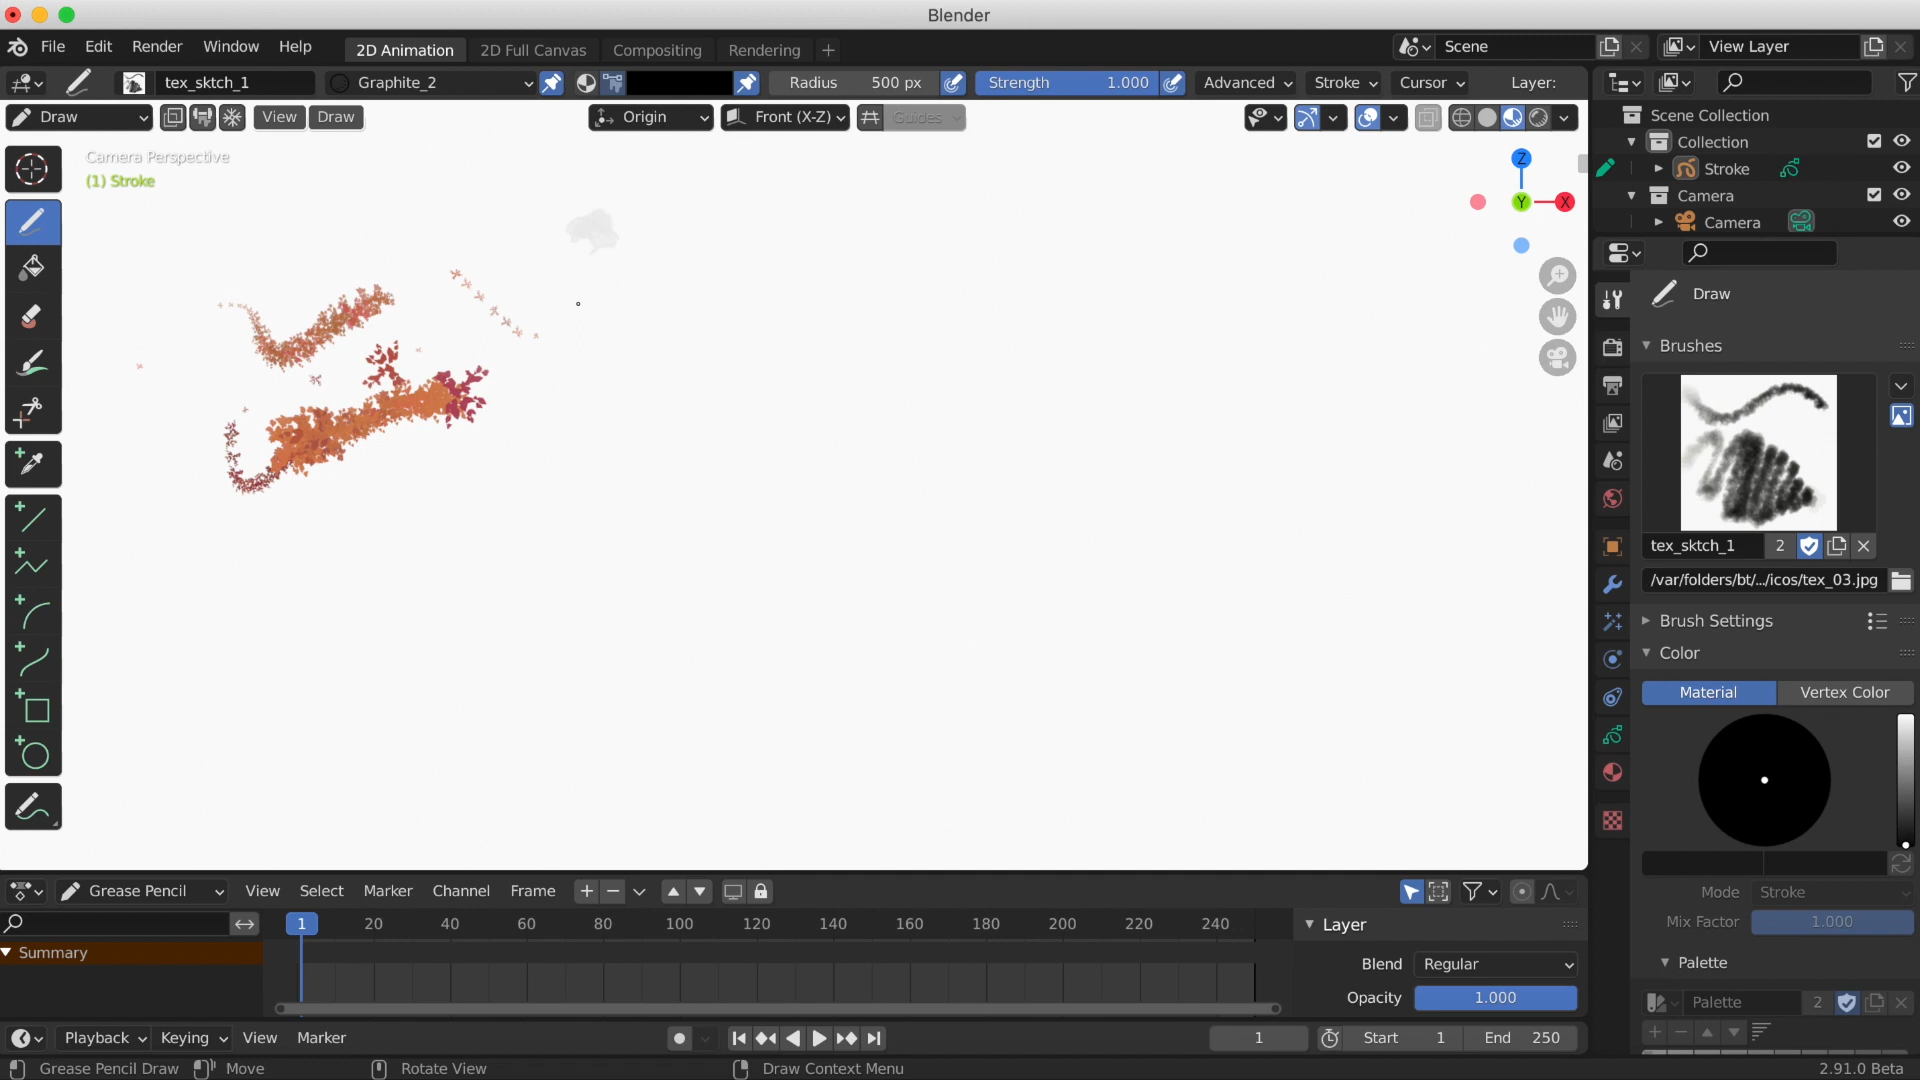 Blender
File Edit Render Window Help 2D Animation 2D Full Canvas Compositing Rendering + Scene View Layer
tex_sktch_1 Graphite_2 Radius 500 px Strength 1.000 Advanced Stroke Cursor Layer:
Draw View Draw Origin Front (X-Z) Guides
Camera Perspective
(1) Stroke
Z
Y X
Scene Collection
Collection
Stroke
Camera
Camera
Draw
Brushes
tex_sktch_1 2
/var/folders/bt/.../icos/tex_03.jpg
Brush Settings
Color
Material Vertex Color
Mode Stroke
Mix Factor 1.000
Palette
Palette 2
Grease Pencil View Select Marker Channel Frame
1 20 40 60 80 100 120 140 160 180 200 220 240
Summary
Layer
Blend Regular
Opacity 1.000
Playback Keying View Marker 1 Start 1 End 250
Grease Pencil Draw Move Rotate View Draw Context Menu 2.91.0 Beta